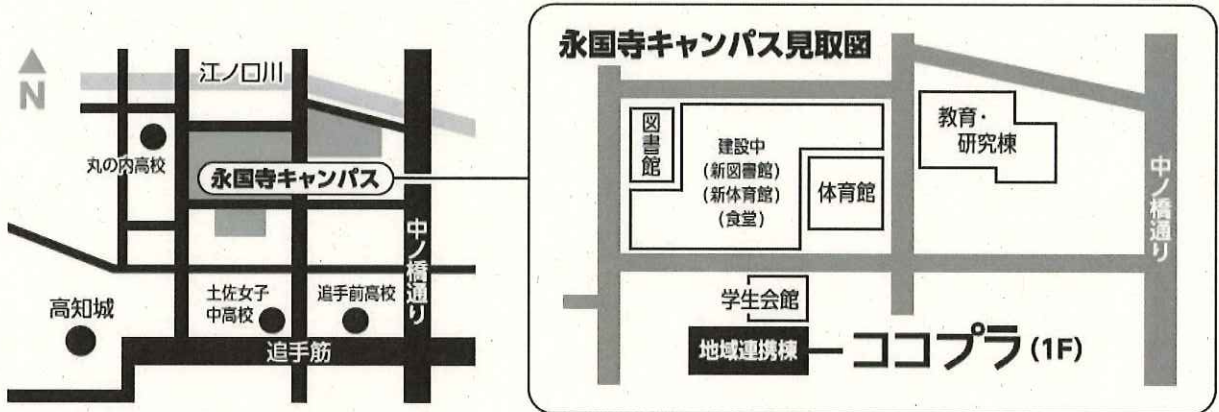 N
江ノ口川
丸の内高校
永国寺キャンパス
中ノ橋通り
高知城
土佐女子
中高校
追手前高校
追手筋
永国寺キャンパス見取図
図書館
建設中
(新図書館)
(新体育館)
(食堂)
体育館
教育・
研究棟
中ノ橋通り
学生会館
地域連携棟
ココプラ(1F)